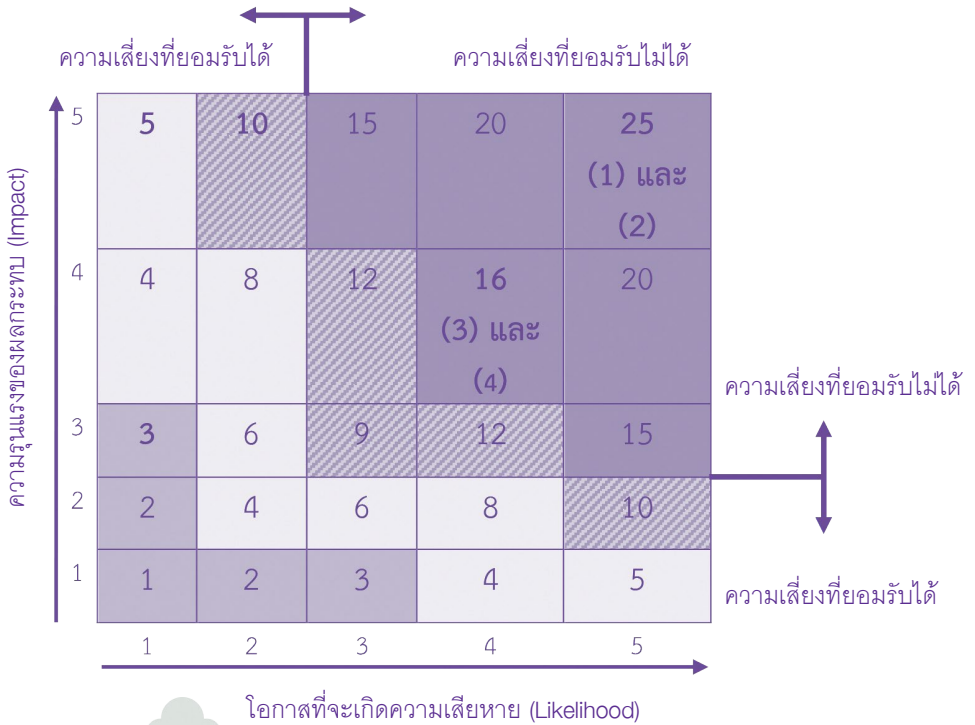 ความเสี่ยงที่ยอมรับได้ ความเสี่ยงที่ยอมรับไม่ได้
ความรุนแรงของผลกระทบ (Impact)
5 5 10 15 20 25
(1) และ
(2)
4 4 8 12 16 20
(3) และ
(4)
ความเสี่ยงที่ยอมรับไม่ได้
3 3 6 9 12 15
2 2 4 6 8 10
1 1 2 3 4 5
ความเสี่ยงที่ยอมรับได้
1 2 3 4 5
โอกาสที่จะเกิดความเสียหาย (Likelihood)